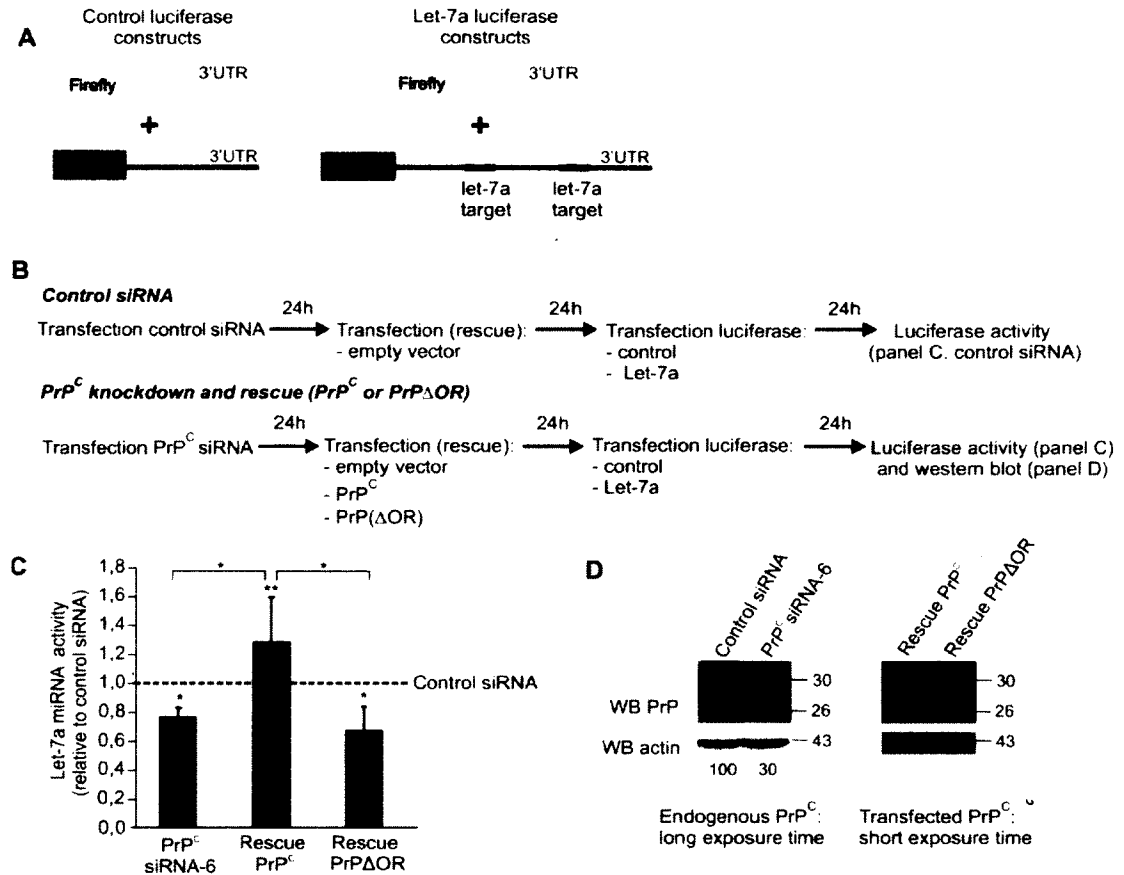 A
Control luciferase
constructs
Let-7a luciferase
constructs
Firefly
3'UTR
Firefly
3'UTR
+
+
3'UTR
3'UTR
let-7a
target
let-7a
target
B
Control siRNA
Transfection control siRNA
24h
Transfection (rescue):
- empty vector
24h
Transfection luciferase:
- control
- Let-7a
24h
Luciferase activity
(panel C. control siRNA)
PrP^C knockdown and rescue (PrP^C or PrPΔOR)
Transfection PrP^C siRNA
24h
Transfection (rescue):
- empty vector
- PrP^C
- PrP(ΔOR)
24h
Transfection luciferase:
- control
- Let-7a
24h
Luciferase activity (panel C)
and western blot (panel D)
C
Let-7a miRNA activity
(relative to control siRNA)
1,8
1,6
1,4
1,2
1,0
0,8
0,6
0,4
0,2
0,0
*
*
*
**
*
Control siRNA
PrP^C
siRNA-6
Rescue
PrP^C
Rescue
PrPΔOR
D
Control siRNA
PrP^C siRNA-6
Rescue PrP^C
Rescue PrPΔOR
WB PrP
30
26
30
26
WB actin
43
43
100
30
Endogenous PrP^C:
long exposure time
Transfected PrP^C:
short exposure time